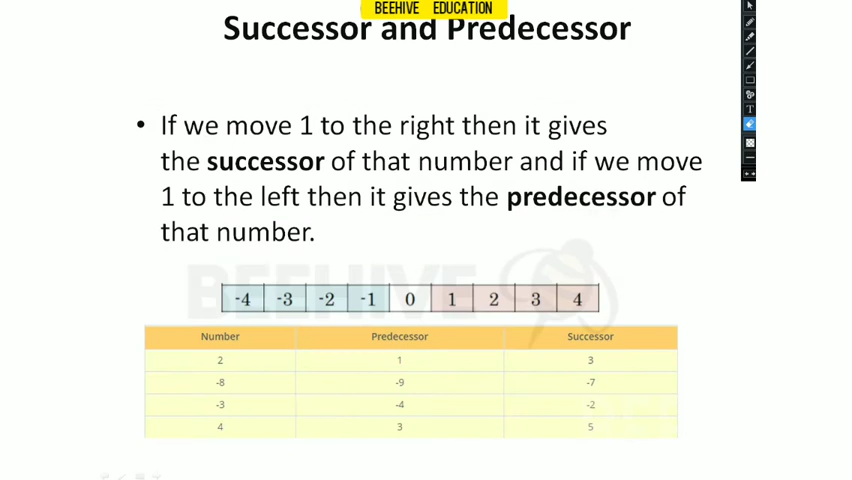 BEEHIVE EDUCATION
Successor and Predecessor
• If we move 1 to the right then it gives
the successor of that number and if we move
1 to the left then it gives the predecessor of
that number.
BEEHIVE
-4 -3 -2 -1 0 1 2 3 4
Number Predecessor Successor
2 1 3
-8 -9 -7
-3 -4 -2
4 3 5